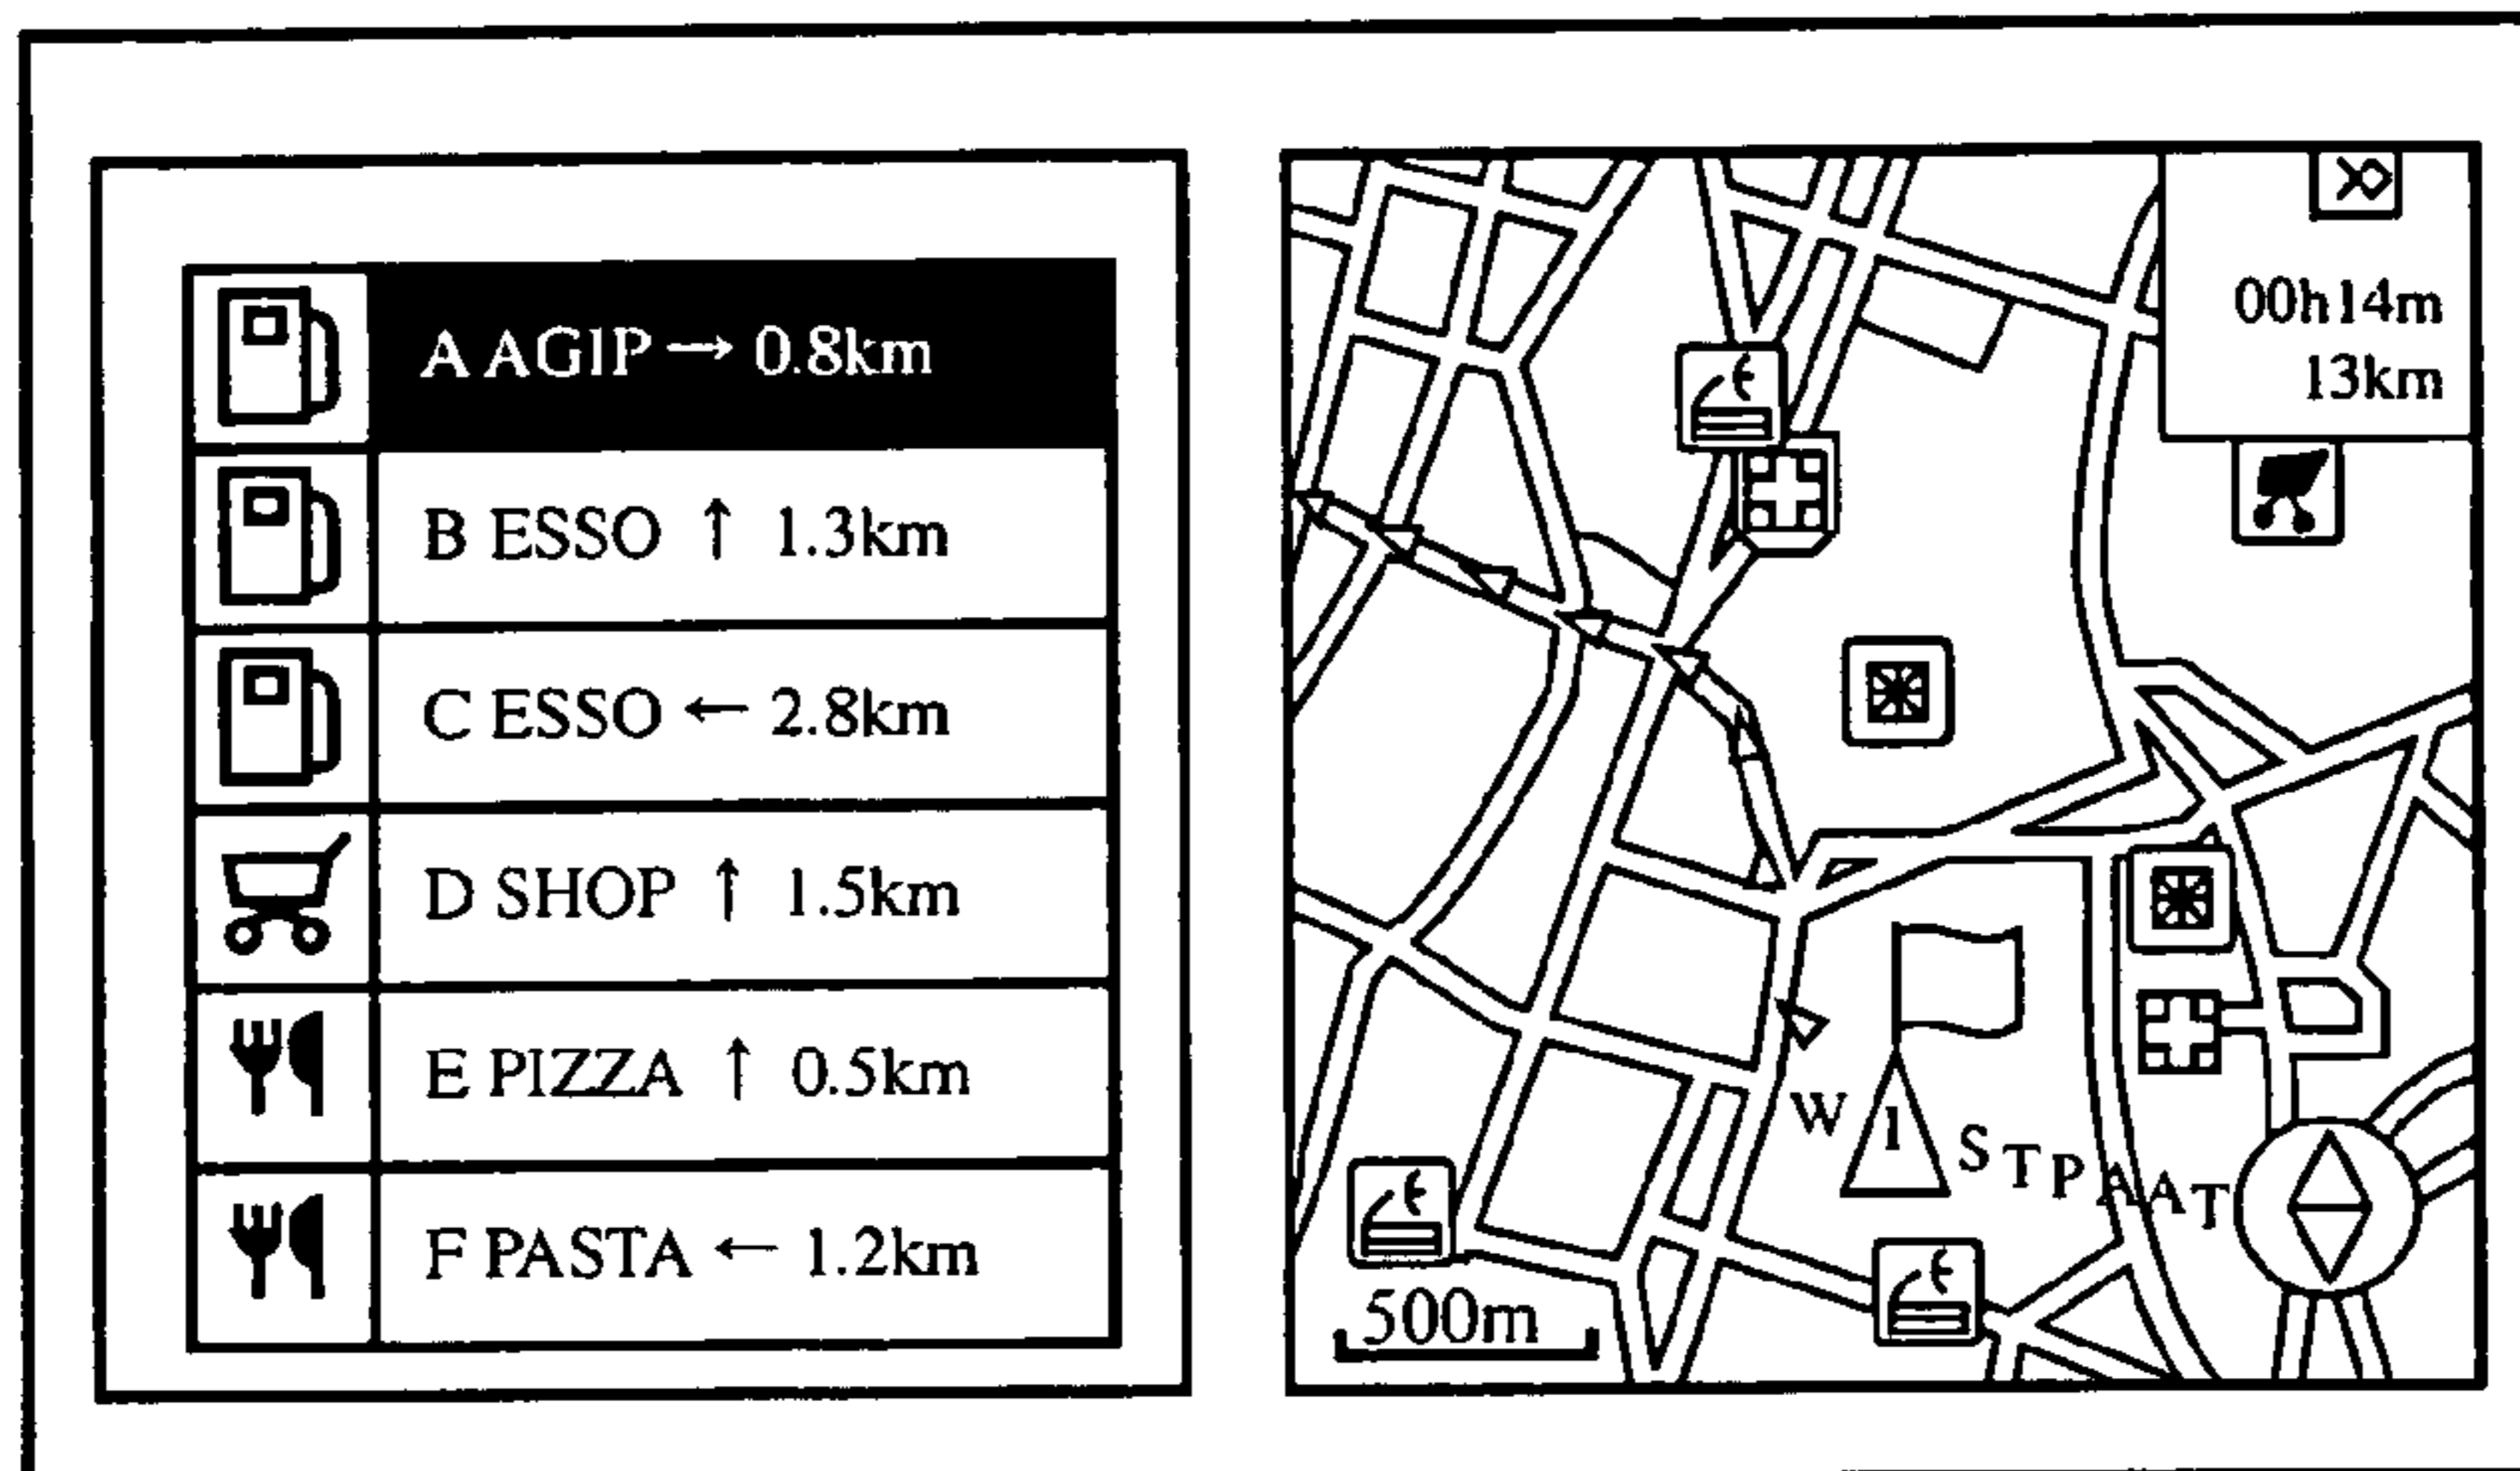 A AGIP → 0.8km
B ESSO ↑ 1.3km
C ESSO ← 2.8km
D SHOP ↑ 1.5km
E PIZZA ↑ 0.5km
F PASTA ← 1.2km
00h14m
13km
W 1 STPAAT
500m